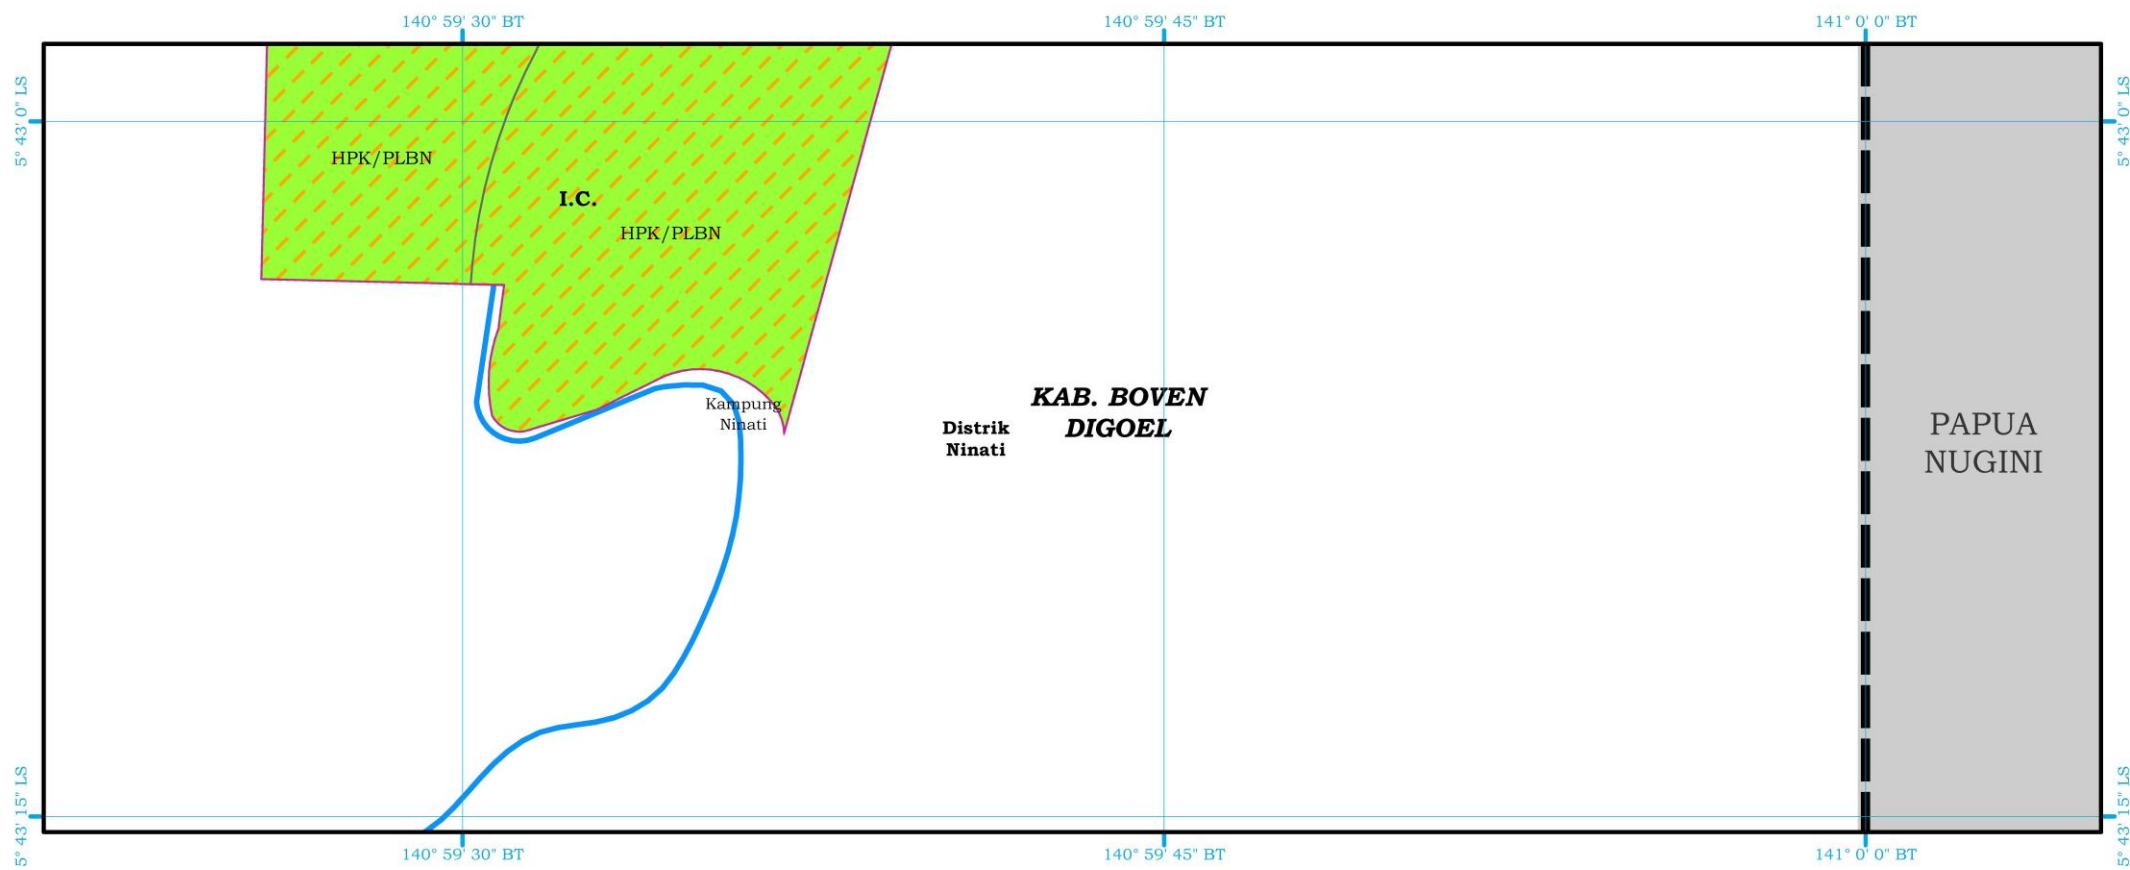 140° 59' 30" BT
140° 59' 45" BT
141° 0' 0" BT
5° 43' 0" LS
5° 43' 0" LS
HPK/PLBN
I.C.
HPK/PLBN
Kampung
Ninati
Distrik
Ninati
KAB. BOVEN
DIGOEL
PAPUA
NUGINI
5° 43' 15" LS
5° 43' 15" LS
140° 59' 30" BT
140° 59' 45" BT
141° 0' 0" BT